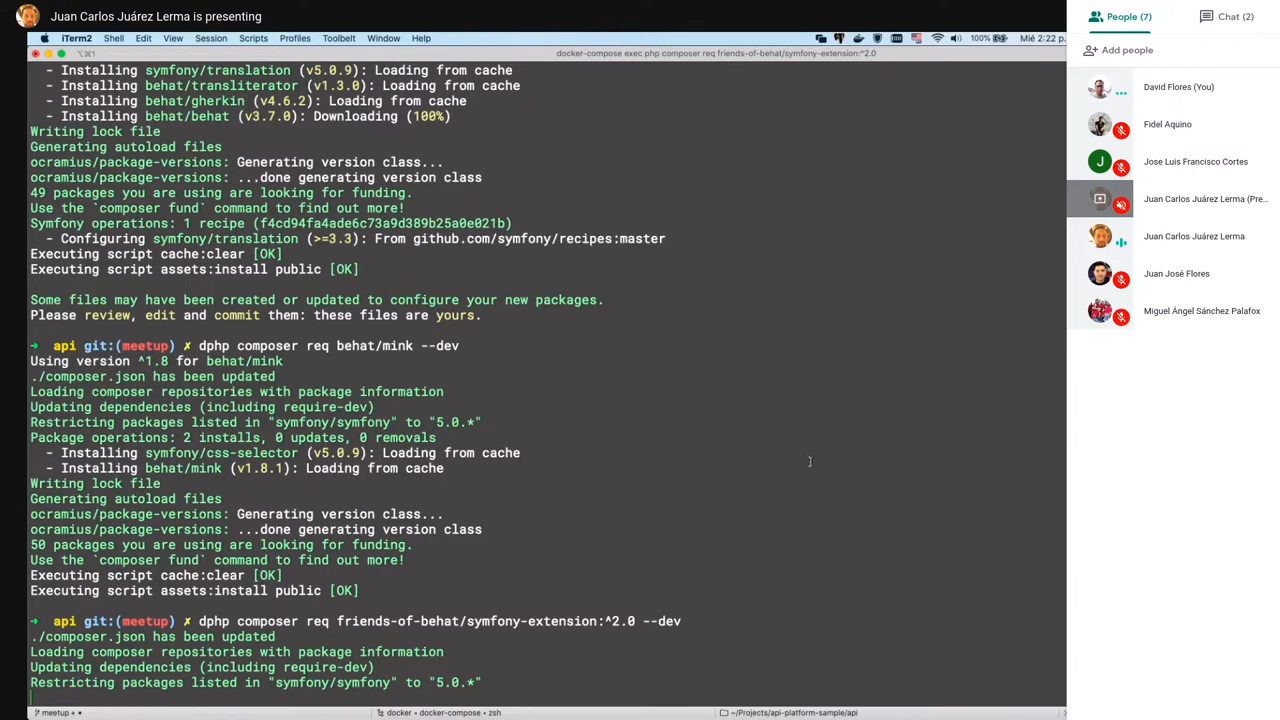 Juan Carlos Juárez Lerma is presenting
iTerm2 Shell Edit View Session Scripts Profiles Toolbelt Window Help 100% Mié 2:22 p.
⌥⌘1 docker-compose exec php composer req friends-of-behat/symfony-extension:^2.0
- Installing symfony/translation (v5.0.9): Loading from cache
- Installing behat/transliterator (v1.3.0): Loading from cache
- Installing behat/gherkin (v4.6.2): Loading from cache
- Installing behat/behat (v3.7.0): Downloading (100%)
Writing lock file
Generating autoload files
ocramius/package-versions: Generating version class...
ocramius/package-versions: ...done generating version class
49 packages you are using are looking for funding.
Use the `composer fund` command to find out more!
Symfony operations: 1 recipe (f4cd94fa4ade6c73a9d389b25a0e021b)
- Configuring symfony/translation (>=3.3): From github.com/symfony/recipes:master
Executing script cache:clear [OK]
Executing script assets:install public [OK]
Some files may have been created or updated to configure your new packages.
Please review, edit and commit them: these files are yours.
➜ api git:(meetup) ✗ dphp composer req behat/mink --dev
Using version ^1.8 for behat/mink
./composer.json has been updated
Loading composer repositories with package information
Updating dependencies (including require-dev)
Restricting packages listed in "symfony/symfony" to "5.0.*"
Package operations: 2 installs, 0 updates, 0 removals
- Installing symfony/css-selector (v5.0.9): Loading from cache
- Installing behat/mink (v1.8.1): Loading from cache
Writing lock file
Generating autoload files
ocramius/package-versions: Generating version class...
ocramius/package-versions: ...done generating version class
50 packages you are using are looking for funding.
Use the `composer fund` command to find out more!
Executing script cache:clear [OK]
Executing script assets:install public [OK]
➜ api git:(meetup) ✗ dphp composer req friends-of-behat/symfony-extension:^2.0 --dev
./composer.json has been updated
Loading composer repositories with package information
Updating dependencies (including require-dev)
Restricting packages listed in "symfony/symfony" to "5.0.*"
meetup + • docker • docker-compose ‹ zsh ~/Projects/api-platform-sample/api
People (7) Chat (2)
Add people
David Flores (You)
Fidel Aquino
J Jose Luis Francisco Cortes
Juan Carlos Juárez Lerma (Pre...
Juan Carlos Juárez Lerma
Juan José Flores
Miguel Ángel Sánchez Palafox